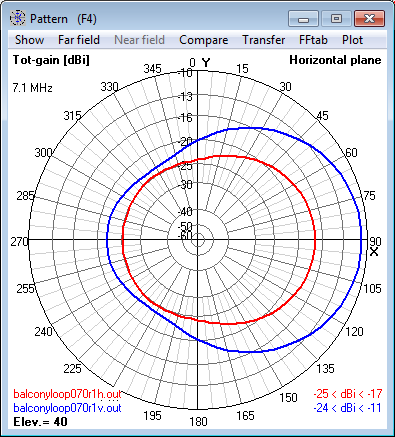 Pattern (F4)
Show Far field Near field Compare Transfer FFtab Plot
Tot-gain [dBi] 0 Y Horizontal plane
7.1 MHz
345 15
330 30
315 45
300 60
285 75
270 90 X
255 105
240 120
225 135
210 150
195 180 165
-10
-13
-16
-20
-25
-30
-40
-50
-60
balconyloop070r1h.out -25 < dBi < -17
balconyloop070r1v.out -24 < dBi < -11
Elev.= 40